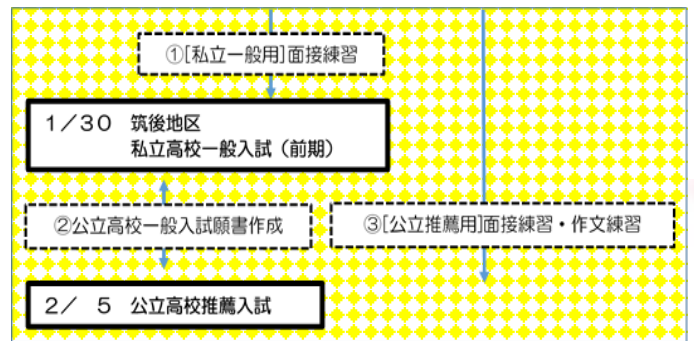 ①[私立一般用]面接練習
1/30 筑後地区
私立高校一般入試(前期)
②公立高校一般入試願書作成
③[公立推薦用]面接練習・作文練習
2/ 5 公立高校推薦入試